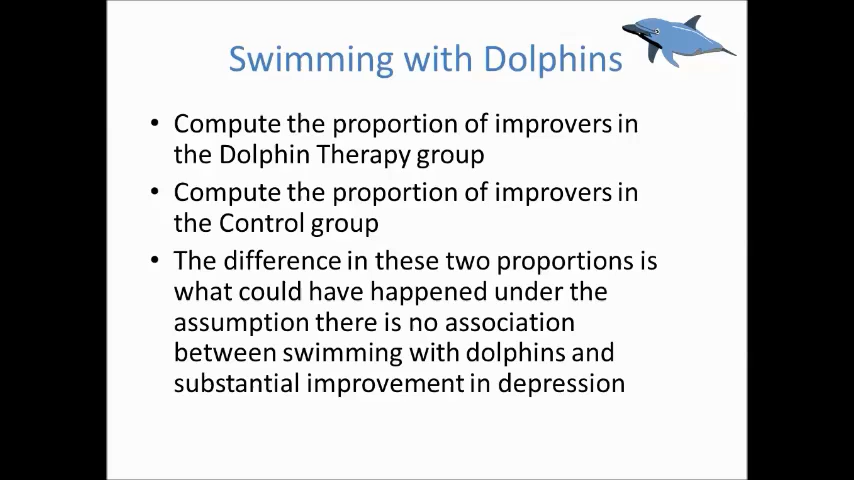 Swimming with Dolphins
• Compute the proportion of improvers in
the Dolphin Therapy group
• Compute the proportion of improvers in
the Control group
• The difference in these two proportions is
what could have happened under the
assumption there is no association
between swimming with dolphins and
substantial improvement in depression